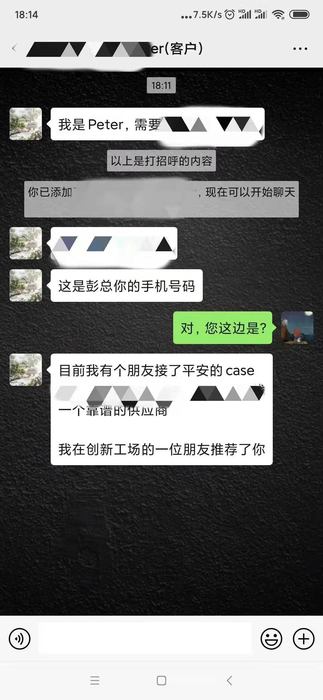 18:14
...7.5K/s
er(客户)
18:11
我是Peter，需要
以上是打招呼的内容
你已添加
，现在可以开始聊天
这是彭总你的手机号码
对，您这边是？
目前我有个朋友接了平安的case
一个靠谱的供应商
我在创新工场的一位朋友推荐了你